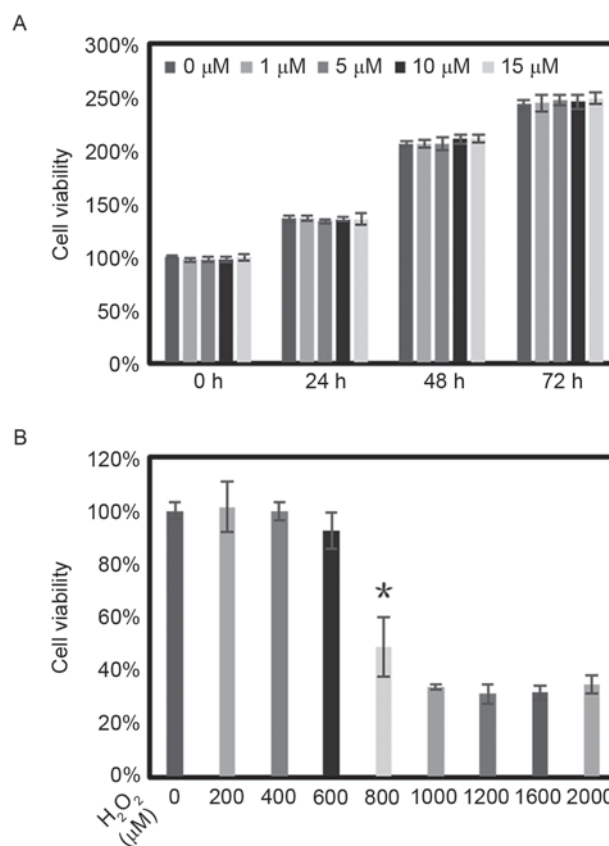 A
300%
0 μM 1 μM 5 μM 10 μM 15 μM
250%
200%
150%
100%
50%
0%
Cell viability
0 h 24 h 48 h 72 h
B
120%
100%
80%
60%
40%
20%
0%
Cell viability
*
H₂O₂
(μM)
0 200 400 600 800 1000 1200 1600 2000